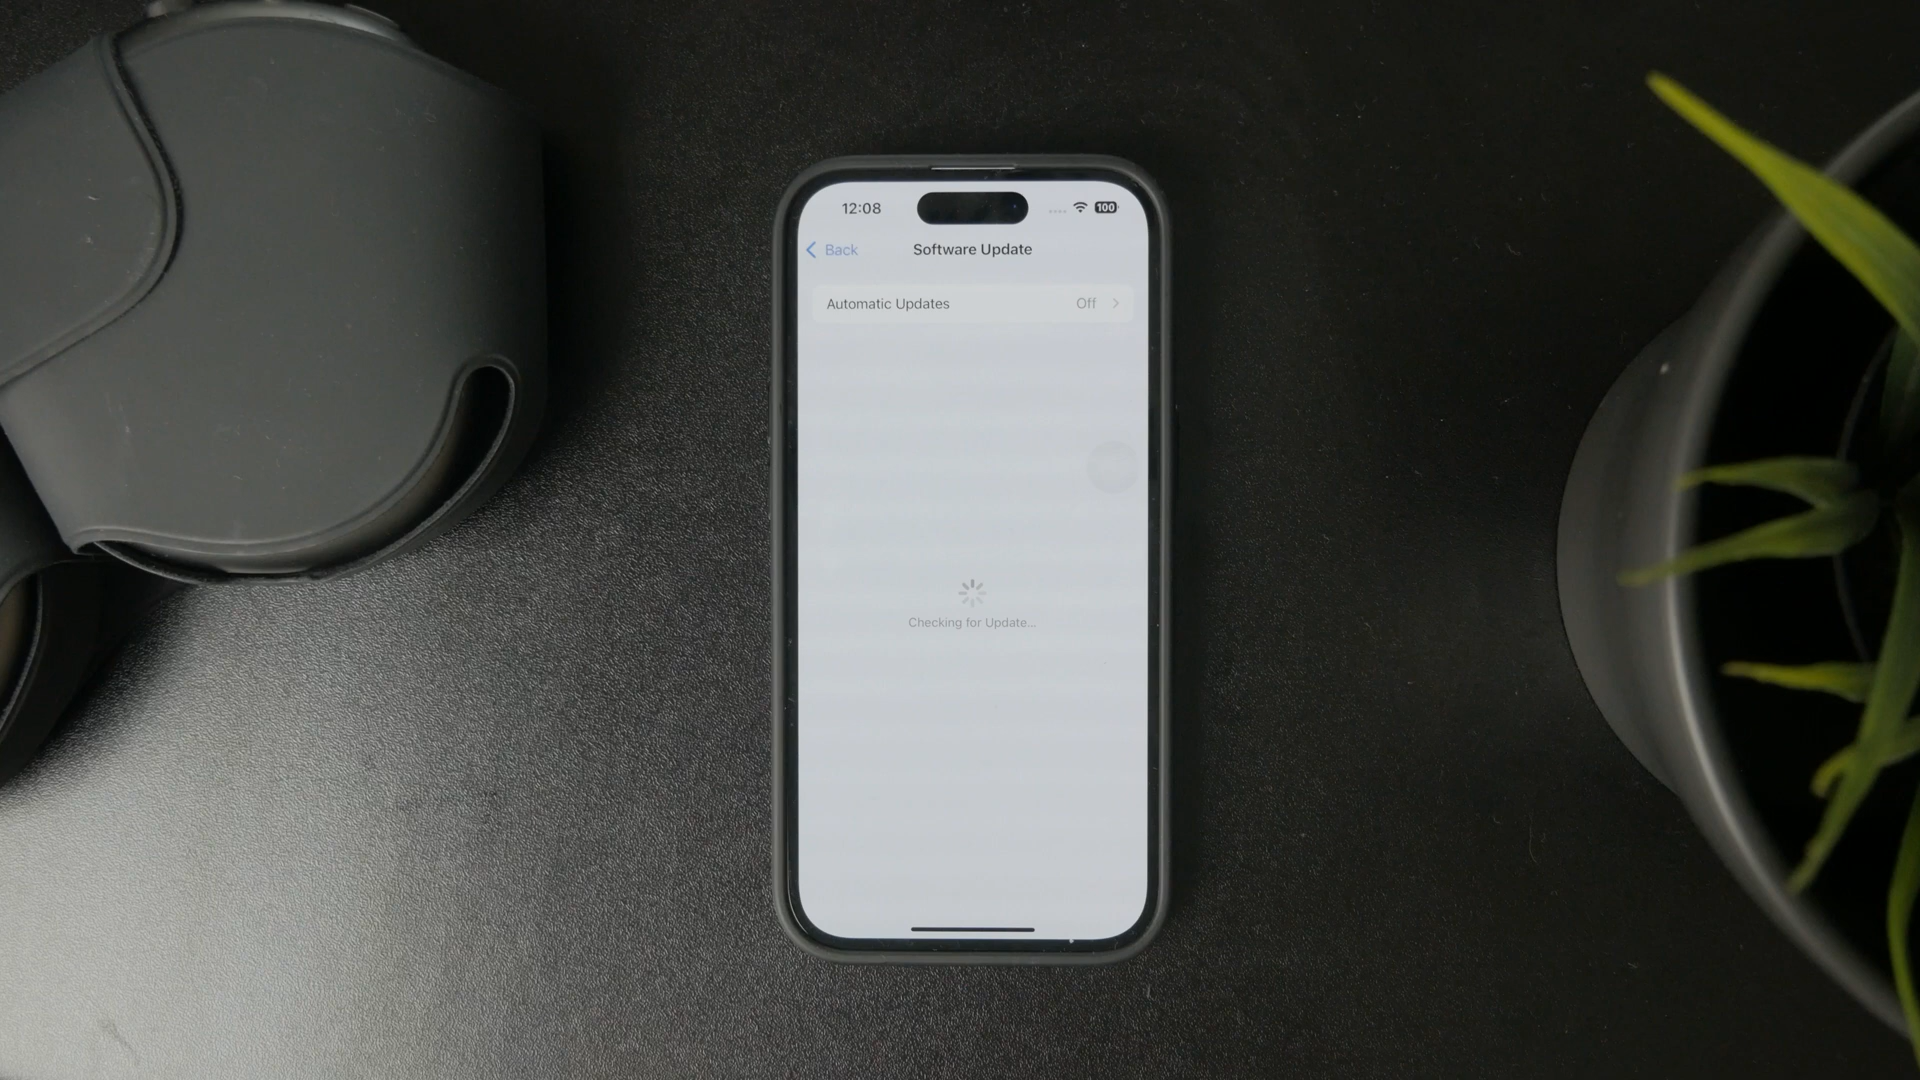 12:08
100
Back
Software Update
Automatic Updates Off
Checking for Update...